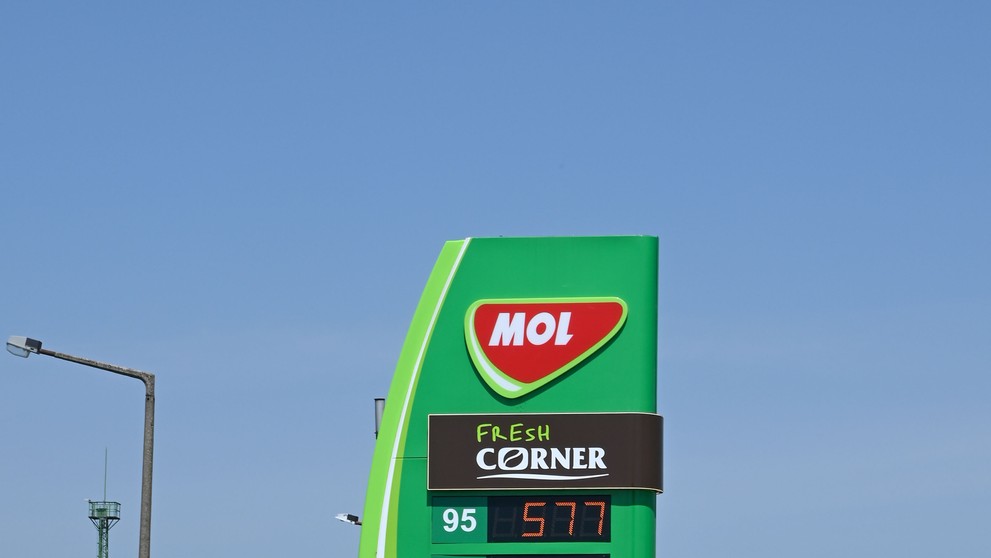 MOL
FRESH
CORNER
95 577